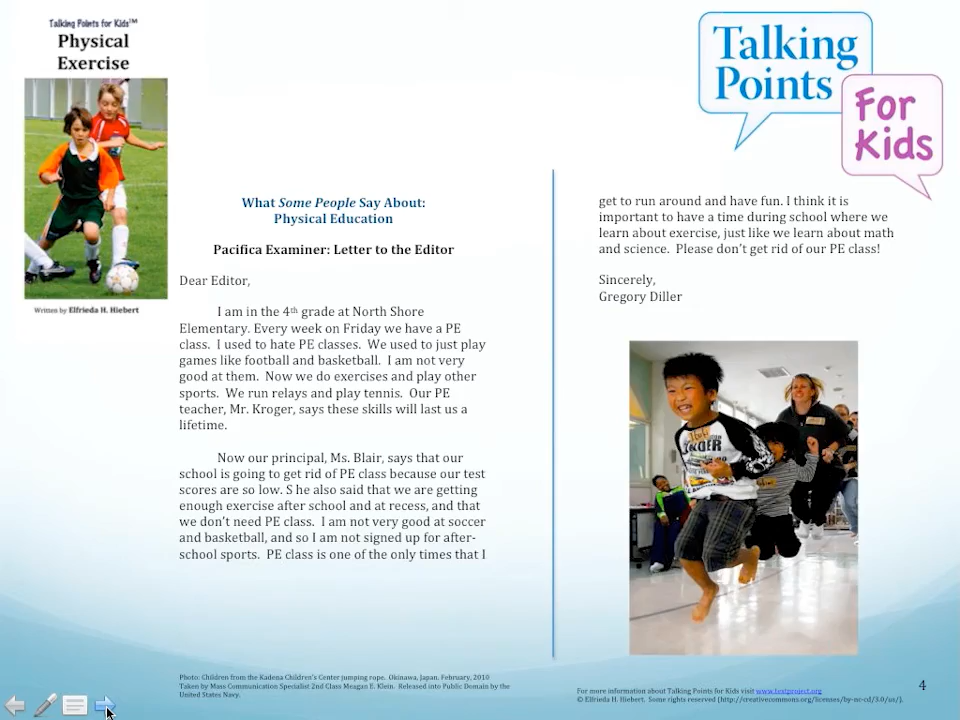 Talking Points for Kids™
Physical
Exercise
Written by Elfrieda H. Hiebert
Talking
Points
For
Kids
What Some People Say About:
Physical Education
Pacifica Examiner: Letter to the Editor
Dear Editor,
I am in the 4th grade at North Shore
Elementary. Every week on Friday we have a PE
class. I used to hate PE classes. We used to just play
games like football and basketball. I am not very
good at them. Now we do exercises and play other
sports. We run relays and play tennis. Our PE
teacher, Mr. Kroger, says these skills will last us a
lifetime.
Now our principal, Ms. Blair, says that our
school is going to get rid of PE class because our test
scores are so low. S he also said that we are getting
enough exercise after school and at recess, and that
we don't need PE class. I am not very good at soccer
and basketball, and so I am not signed up for after-
school sports. PE class is one of the only times that I
get to run around and have fun. I think it is
important to have a time during school where we
learn about exercise, just like we learn about math
and science. Please don't get rid of our PE class!
Sincerely,
Gregory Diller
Photo: Children from the Kadena Children's Center jumping rope. Okinawa, Japan, February, 2010
Taken by Mass Communication Specialist 2nd Class Meagan E. Klein. Released into Public Domain by the
United States Navy.
For more information about Talking Points for Kids visit www.textproject.org
© Elfrieda H. Hiebert. Some rights reserved (http://creativecommons.org/licenses/by-nc-cd/3.0/us/).
4